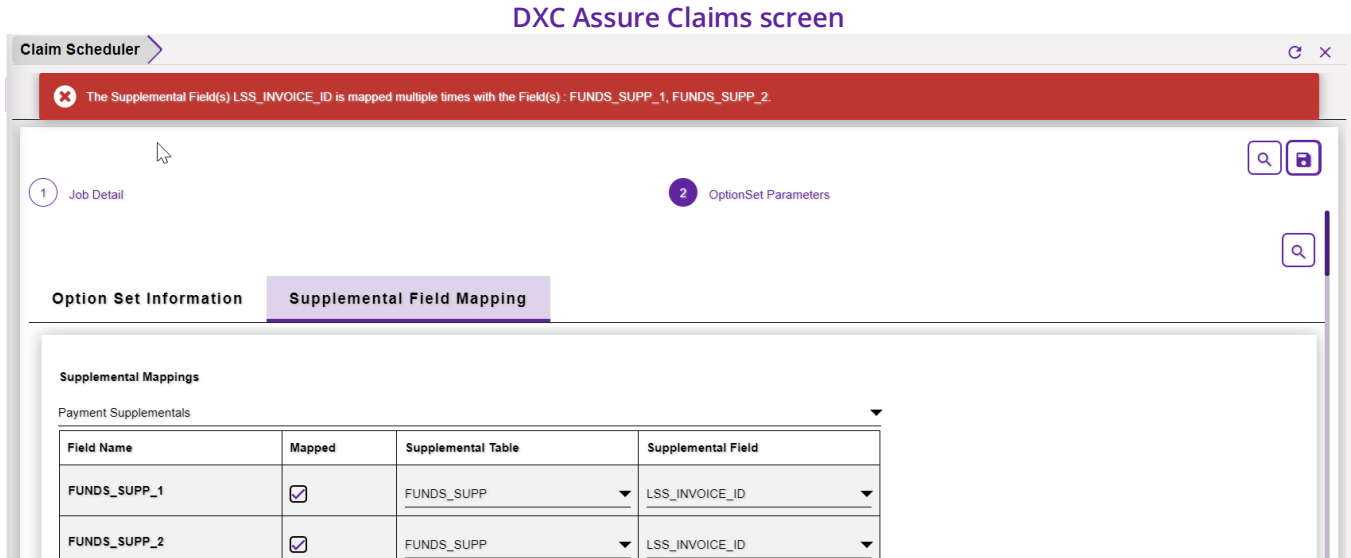 DXC Assure Claims screen
Claim Scheduler
The Supplemental Field(s) LSS_INVOICE_ID is mapped multiple times with the Field(s) : FUNDS_SUPP_1, FUNDS_SUPP_2.
1 Job Detail 2 OptionSet Parameters
Option Set Information Supplemental Field Mapping
Supplemental Mappings
Payment Supplementals
Field Name Mapped Supplemental Table Supplemental Field
FUNDS_SUPP_1 FUNDS_SUPP LSS_INVOICE_ID
FUNDS_SUPP_2 FUNDS_SUPP LSS_INVOICE_ID